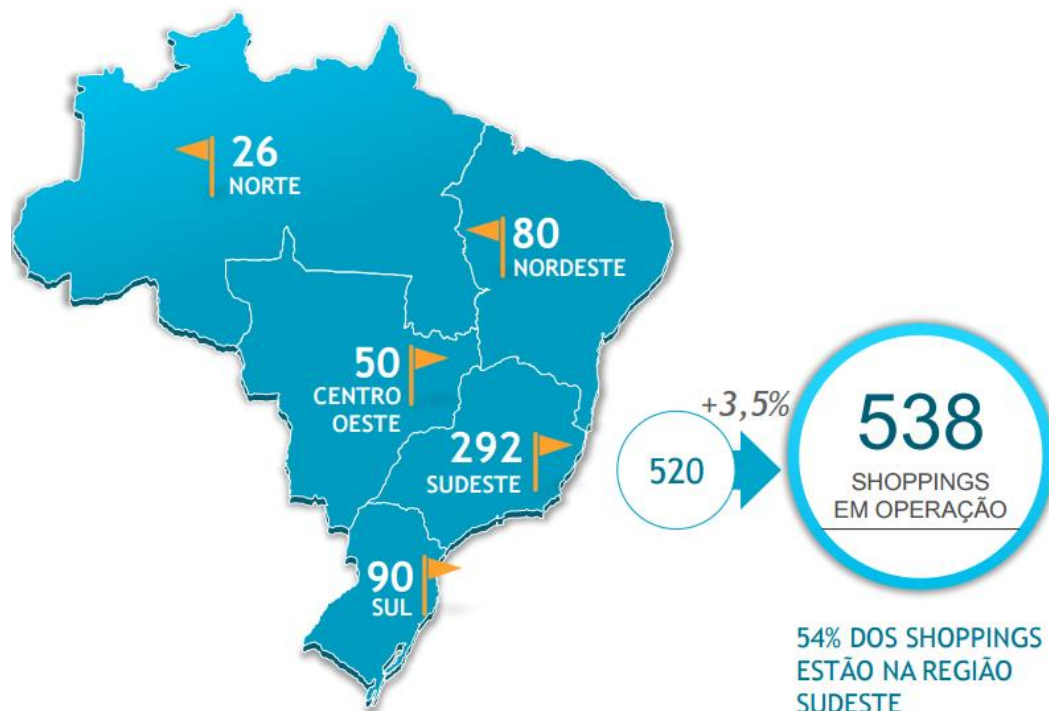 26
NORTE
80
NORDESTE
50
CENTRO
OESTE
292
SUDESTE
90
SUL
520
+3,5%
538
SHOPPINGS
EM OPERAÇÃO
54% DOS SHOPPINGS
ESTÃO NA REGIÃO
SUDESTE